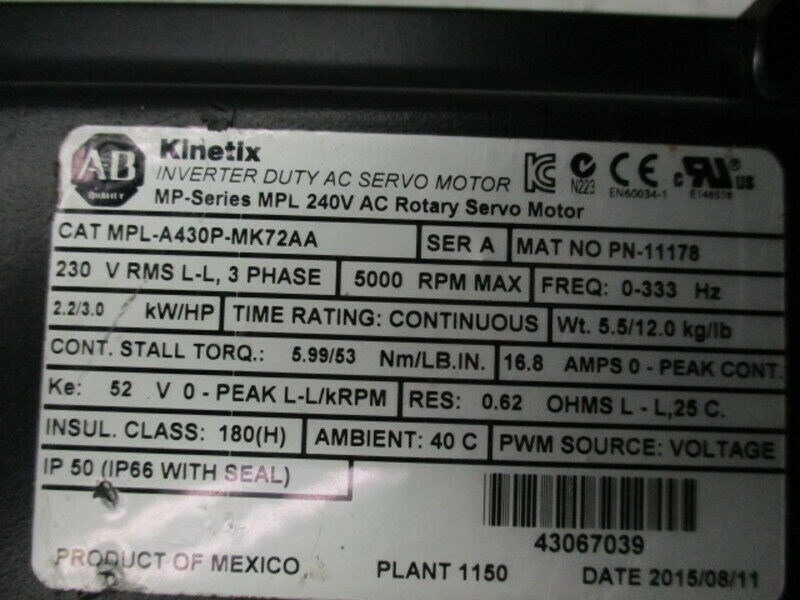 AB
QUALITY
Kinetix
INVERTER DUTY AC SERVO MOTOR
N223
EN60034-1
c UR US
MP-Series MPL 240V AC Rotary Servo Motor
CAT MPL-A430P-MK72AA SER A MAT NO PN-11178
230 V RMS L-L, 3 PHASE 5000 RPM MAX FREQ: 0-333 Hz
2.2/3.0 kW/HP TIME RATING: CONTINUOUS Wt. 5.5/12.0 kg/lb
CONT. STALL TORQ.: 5.99/53 Nm/LB.IN. 16.8 AMPS 0 - PEAK CONT.
Ke: 52 V 0 - PEAK L-L/kRPM RES: 0.62 OHMS L - L,25 C.
INSUL. CLASS: 180(H) AMBIENT: 40 C PWM SOURCE: VOLTAGE
IP 50 (IP66 WITH SEAL)
43067039
PRODUCT OF MEXICO PLANT 1150 DATE 2015/08/11